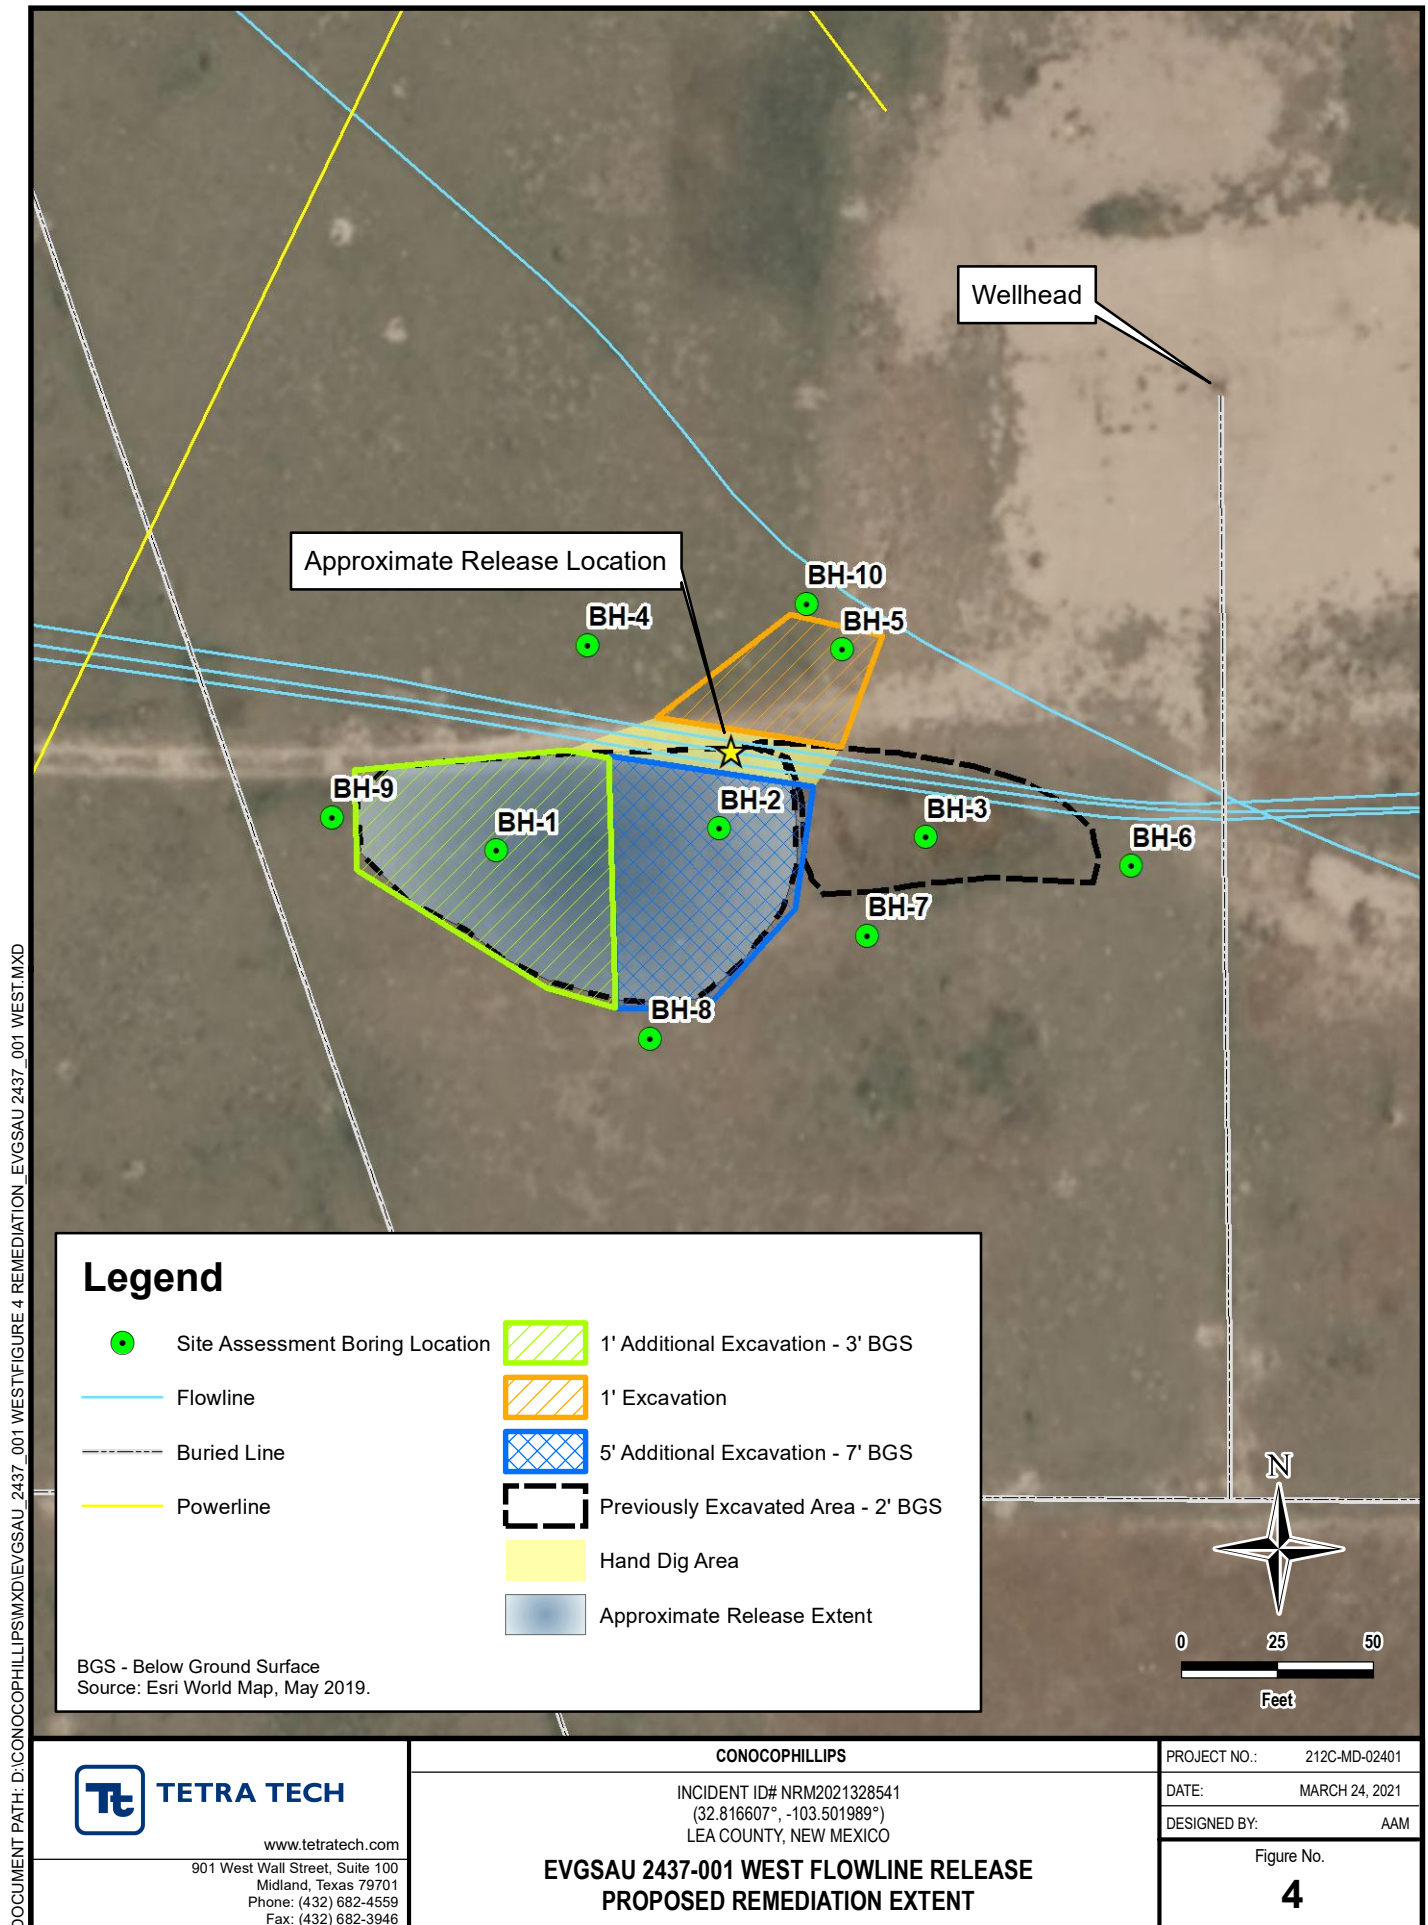 Wellhead
Approximate Release Location
BH-10
BH-4
BH-5
BH-9
BH-2
BH-1
BH-3
BH-6
BH-7
BH-8
Legend
Site Assessment Boring Location
Flowline
Buried Line
Powerline
1' Additional Excavation - 3' BGS
1' Excavation
5' Additional Excavation - 7' BGS
Previously Excavated Area - 2' BGS
Hand Dig Area
Approximate Release Extent
BGS - Below Ground Surface
Source: Esri World Map, May 2019.
N
0 25 50
Feet
DOCUMENT PATH: D:\CONOCOPHILLIPS\MXD\EVGSAU_2437_001 WEST\FIGURE 4 REMEDIATION_EVGSAU 2437_001 WEST.MXD
Tt TETRA TECH
www.tetratech.com
901 West Wall Street, Suite 100
Midland, Texas 79701
Phone: (432) 682-4559
Fax: (432) 682-3946
CONOCOPHILLIPS
INCIDENT ID# NRM2021328541
(32.816607°, -103.501989°)
LEA COUNTY, NEW MEXICO
EVGSAU 2437-001 WEST FLOWLINE RELEASE
PROPOSED REMEDIATION EXTENT
PROJECT NO.: 212C-MD-02401
DATE: MARCH 24, 2021
DESIGNED BY: AAM
Figure No.
4